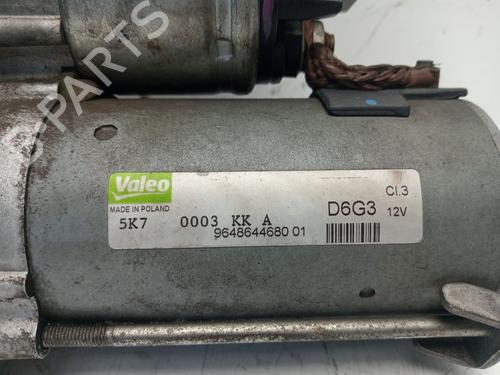 B-PARTS
Valeo
MADE IN POLAND
5K7 0003 KK A
9648644680 01
D6G3
Cl.3
12V